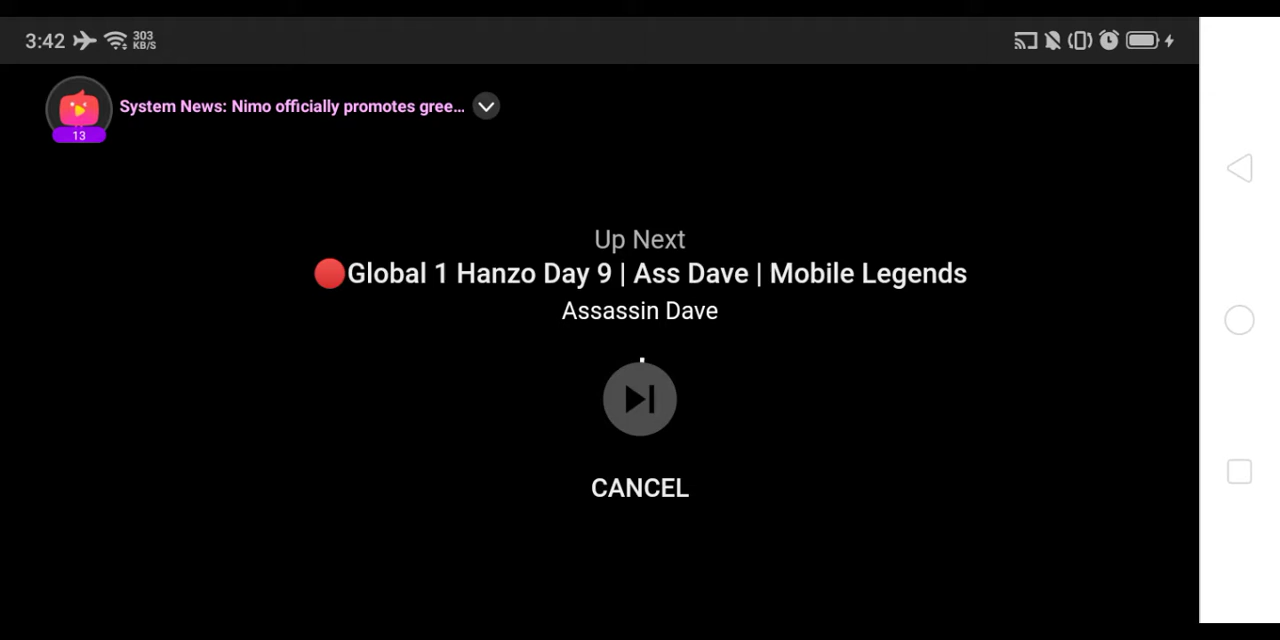 3:42 303 KB/S
System News: Nimo officially promotes gree...
13
Up Next
🔴Global 1 Hanzo Day 9 | Ass Dave | Mobile Legends
Assassin Dave
CANCEL